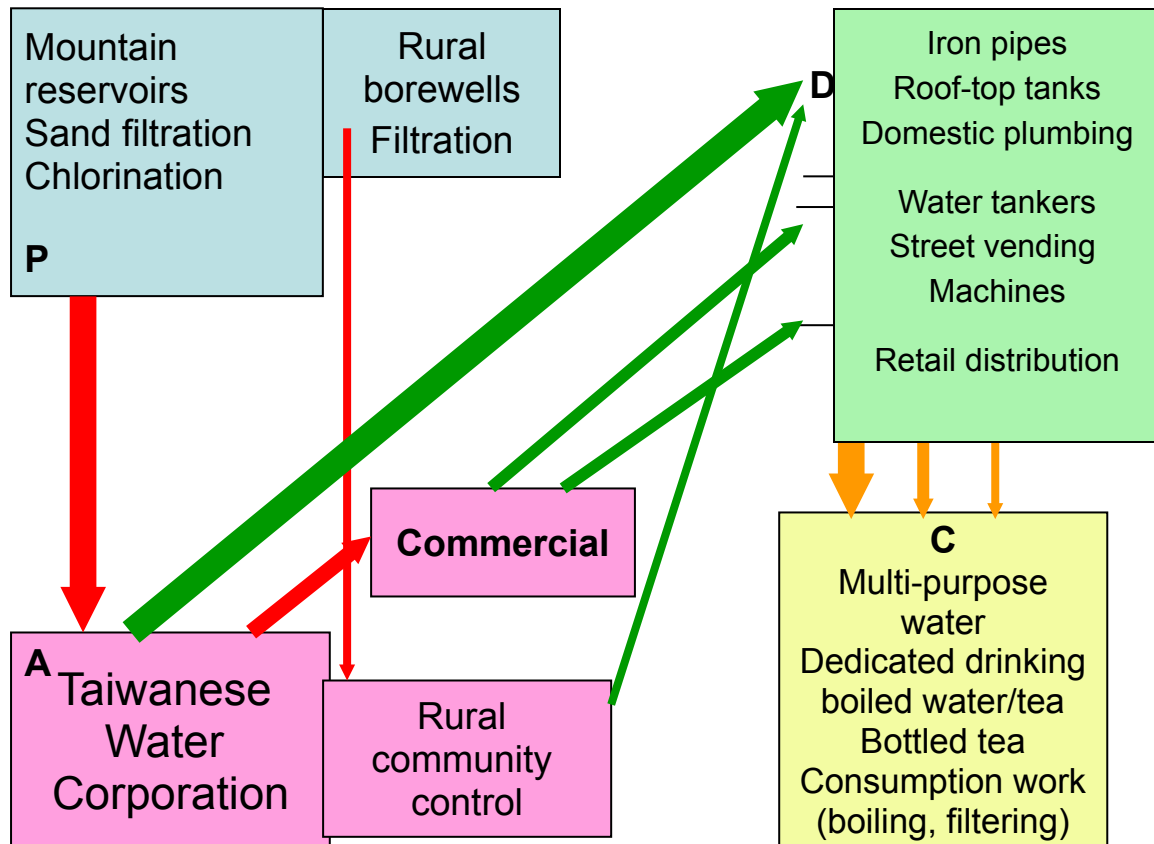 Mountain
reservoirs
Sand filtration
Chlorination
P
Rural
borewells
Filtration
D
Iron pipes
Roof-top tanks
Domestic plumbing
Water tankers
Street vending
Machines
Retail distribution
Commercial
A
Taiwanese
Water
Corporation
Rural
community
control
C
Multi-purpose
water
Dedicated drinking
boiled water/tea
Bottled tea
Consumption work
(boiling, filtering)